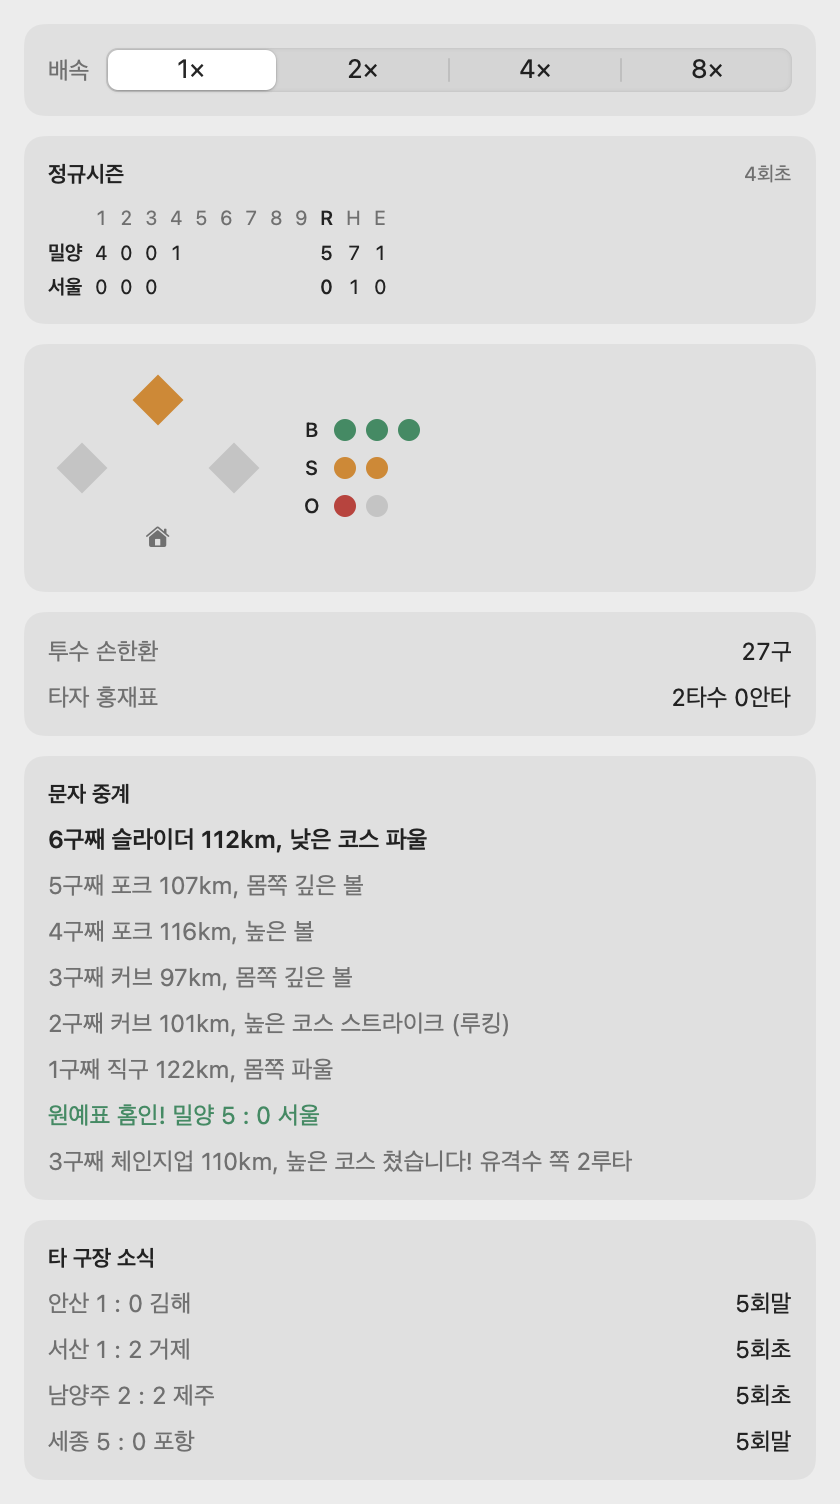 배속 1× 2× 4× 8×
정규시즌 4회초
1 2 3 4 5 6 7 8 9 R H E
밀양 4 0 0 1 5 7 1
서울 0 0 0 0 1 0
B
S
O
투수 손한환 27구
타자 홍재표 2타수 0안타
문자 중계
6구째 슬라이더 112km, 낮은 코스 파울
5구째 포크 107km, 몸쪽 깊은 볼
4구째 포크 116km, 높은 볼
3구째 커브 97km, 몸쪽 깊은 볼
2구째 커브 101km, 높은 코스 스트라이크 (루킹)
1구째 직구 122km, 몸쪽 파울
원예표 홈인! 밀양 5 : 0 서울
3구째 체인지업 110km, 높은 코스 쳤습니다! 유격수 쪽 2루타
타 구장 소식
안산 1 : 0 김해 5회말
서산 1 : 2 거제 5회초
남양주 2 : 2 제주 5회초
세종 5 : 0 포항 5회말